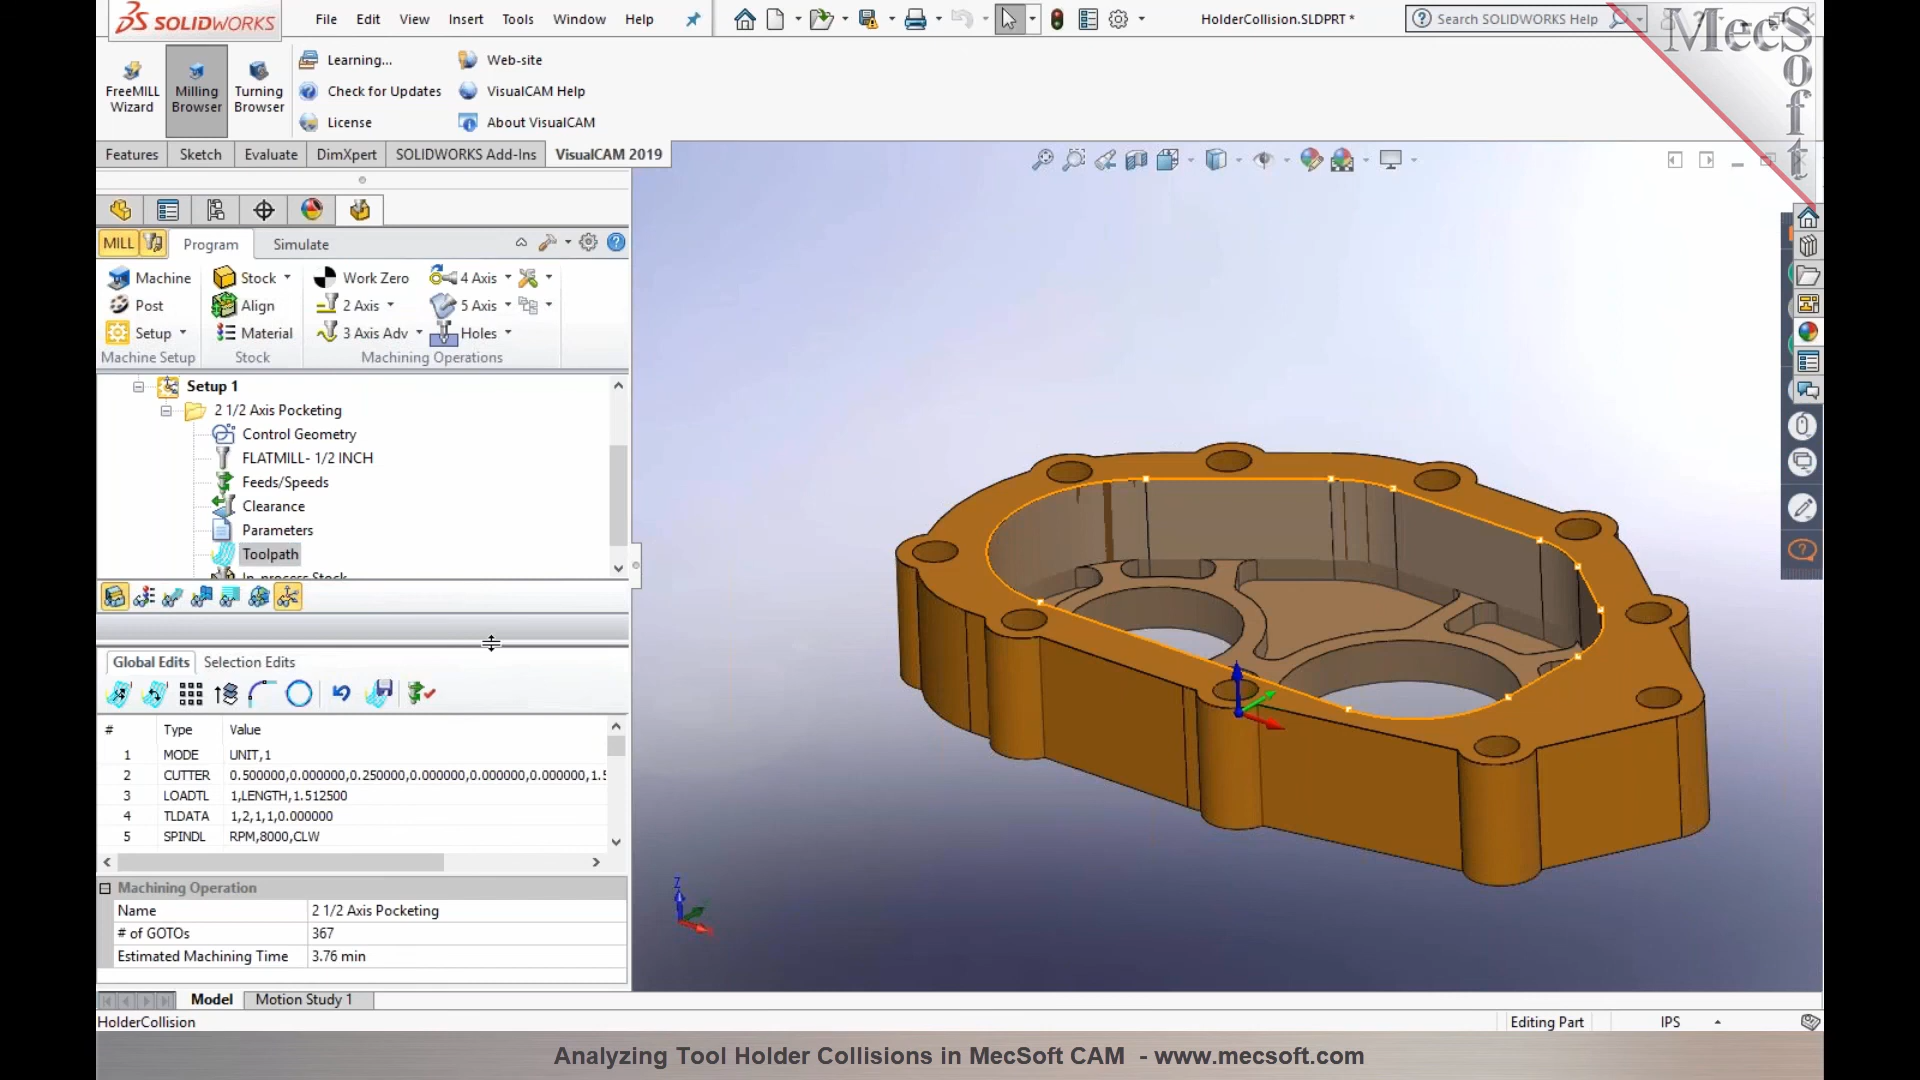 SOLIDWORKS File Edit View Insert Tools Window Help HolderCollision.SLDPRT * Search SOLIDWORKS Help
MecSoft
FreeMILL Wizard Milling Browser Turning Browser
Learning... Web-site
Check for Updates VisualCAM Help
License About VisualCAM
Features Sketch Evaluate DimXpert SOLIDWORKS Add-Ins VisualCAM 2019
MILL Program Simulate
Machine Stock Work Zero 4 Axis
Post Align 2 Axis 5 Axis
Setup Material 3 Axis Adv Holes
Machine Setup Stock Machining Operations
Setup 1
2 1/2 Axis Pocketing
Control Geometry
FLATMILL- 1/2 INCH
Feeds/Speeds
Clearance
Parameters
Toolpath
In-process Stock
Global Edits Selection Edits
# Type Value
1 MODE UNIT,1
2 CUTTER 0.500000,0.000000,0.250000,0.000000,0.000000,0.000000,1.5
3 LOADTL 1,LENGTH,1.512500
4 TLDATA 1,2,1,1,0.000000
5 SPINDL RPM,8000,CLW
Machining Operation
Name 2 1/2 Axis Pocketing
# of GOTOs 367
Estimated Machining Time 3.76 min
Z
Model Motion Study 1
HolderCollision Editing Part IPS
Analyzing Tool Holder Collisions in MecSoft CAM - www.mecsoft.com